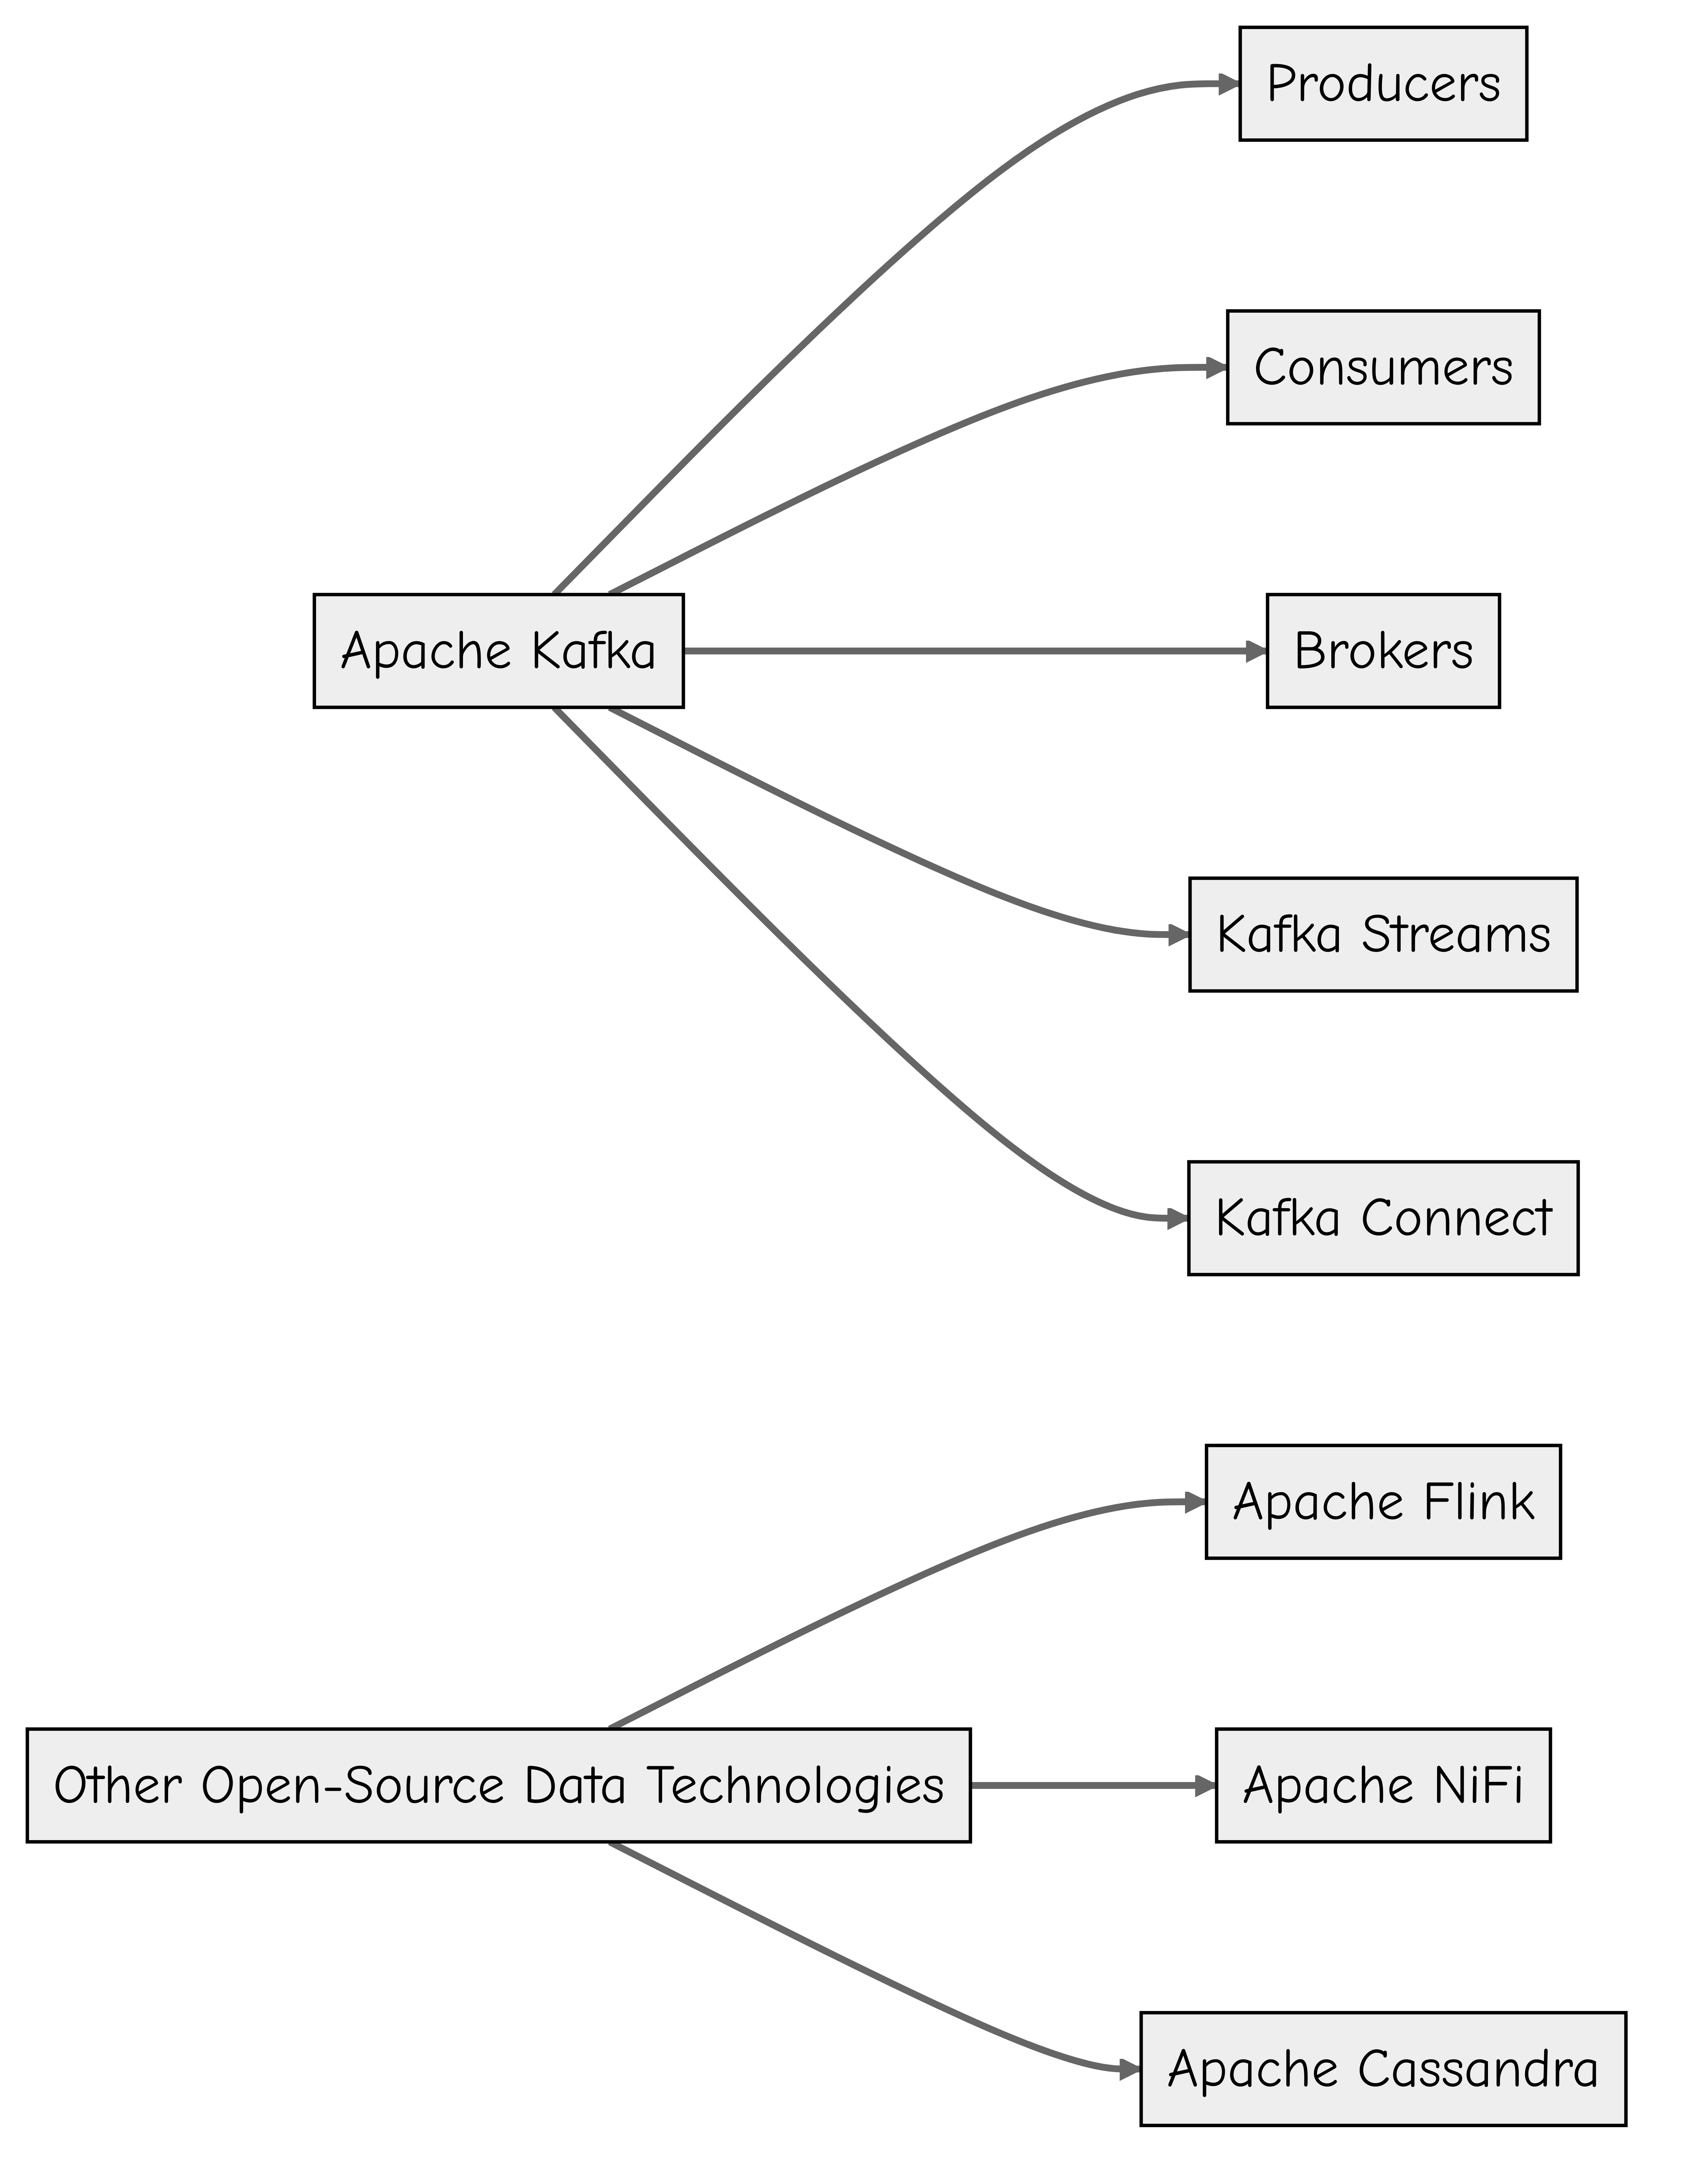 Producers
Consumers
Apache Kafka
Brokers
Kafka Streams
Kafka Connect
Apache Flink
Other Open-Source Data Technologies
Apache NiFi
Apache Cassandra